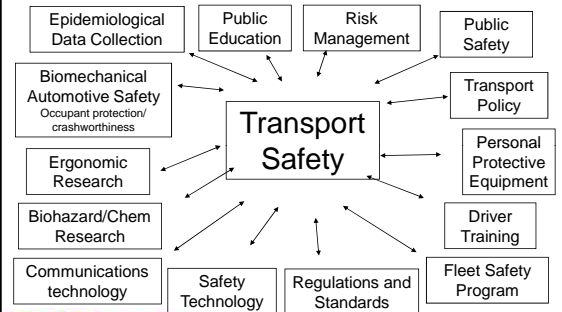 Epidemiological
Data Collection
Public
Education
Risk
Management
Public
Safety
Biomechanical
Automotive Safety
Occupant protection/
crashworthiness
Transport
Safety
Transport
Policy
Ergonomic
Research
Personal
Protective
Equipment
Biohazard/Chem
Research
Driver
Training
Communications
technology
Safety
Technology
Regulations and
Standards
Fleet Safety
Program